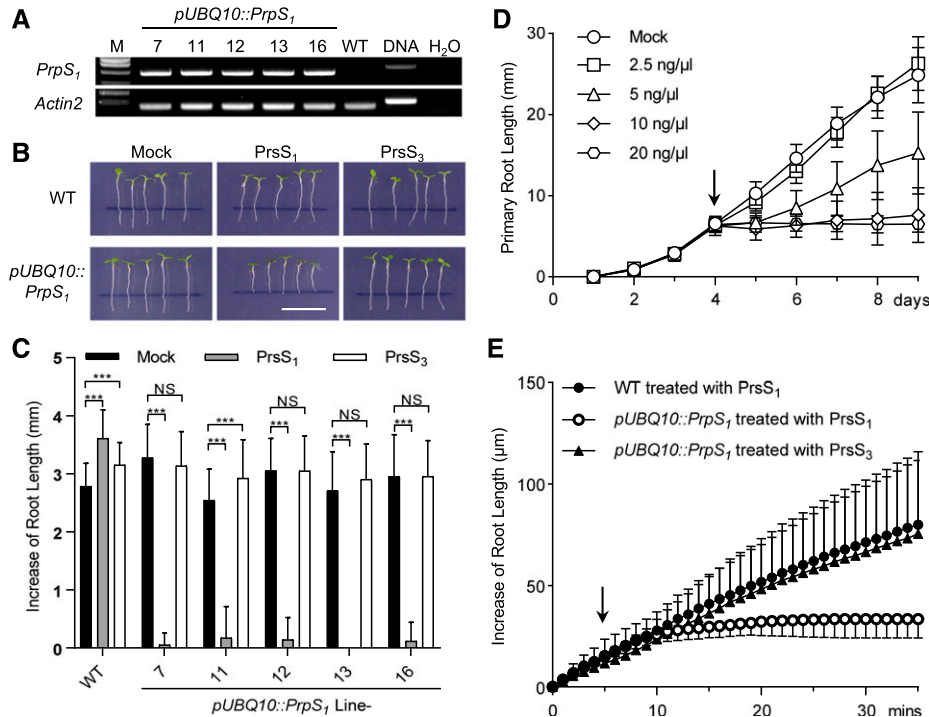 A
pUBQ10::PrpS1
M 7 11 12 13 16 WT DNA H2O
PrpS1
Actin2
B
Mock PrsS1 PrsS3
WT
pUBQ10::
PrpS1
C
Mock PrsS1 PrsS3
Increase of Root Length (mm)
5
4
3
2
1
0
*** *** NS *** *** *** NS *** NS *** NS ***
WT 7 11 12 13 16
pUBQ10::PrpS1 Line-
D
Mock
2.5 ng/µl
5 ng/µl
10 ng/µl
20 ng/µl
Primary Root Length (mm)
30
20
10
0
0 2 4 6 8 days
E
WT treated with PrsS1
pUBQ10::PrpS1 treated with PrsS1
pUBQ10::PrpS1 treated with PrsS3
Increase of Root Length (µm)
150
100
50
0
0 10 20 30 mins